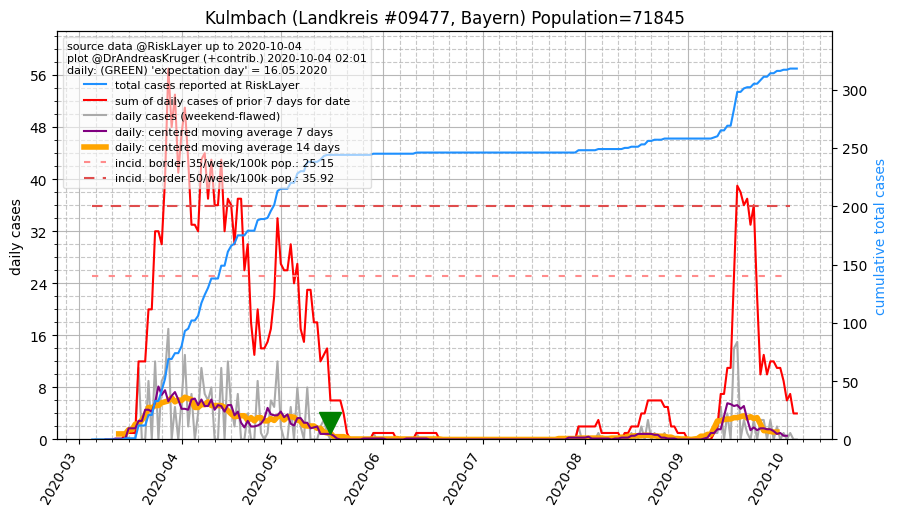 Kulmbach (Landkreis #09477, Bayern) Population=71845
source data @RiskLayer up to 2020-10-04
plot @DrAndreasKruger (+contrib.) 2020-10-04 02:01
daily: (GREEN) 'expectation day' = 16.05.2020
total cases reported at RiskLayer
sum of daily cases of prior 7 days for date
daily cases (weekend-flawed)
daily: centered moving average 7 days
daily: centered moving average 14 days
incid. border 35/week/100k pop.: 25.15
incid. border 50/week/100k pop.: 35.92
daily cases
56
48
40
32
24
16
8
0
300
250
200
150
100
50
0
cumulative total cases
2020-03
2020-04
2020-05
2020-06
2020-07
2020-08
2020-09
2020-10